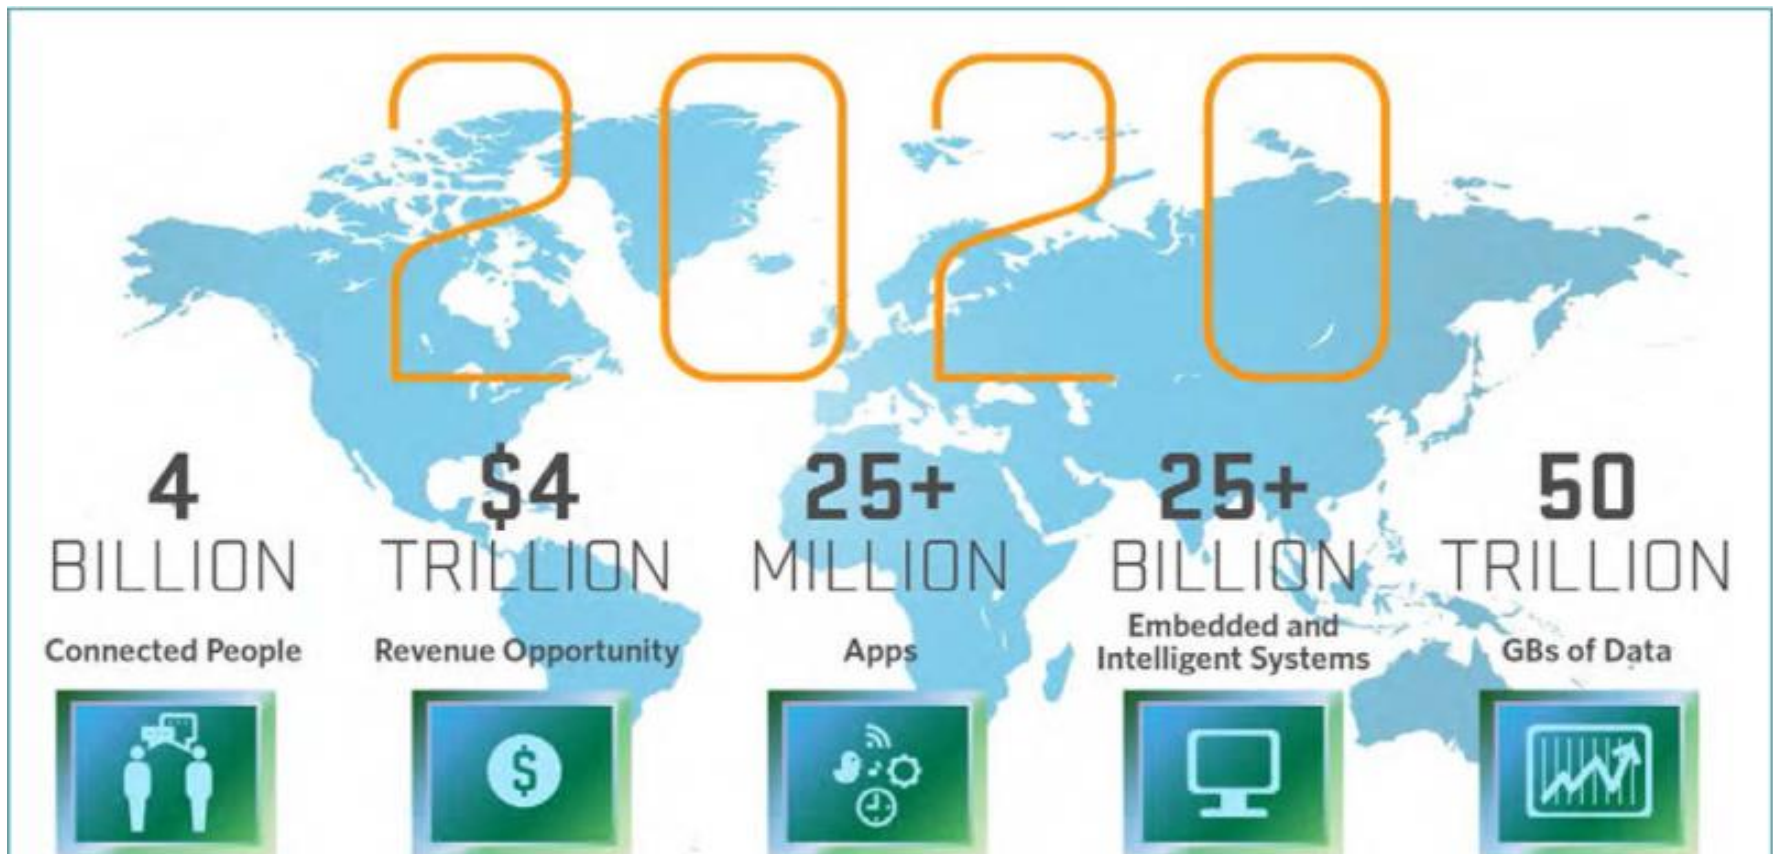 2020
4
BILLION
Connected People
$4
TRILLION
Revenue Opportunity
25+
MILLION
Apps
25+
BILLION
Embedded and
Intelligent Systems
50
TRILLION
GBs of Data
$